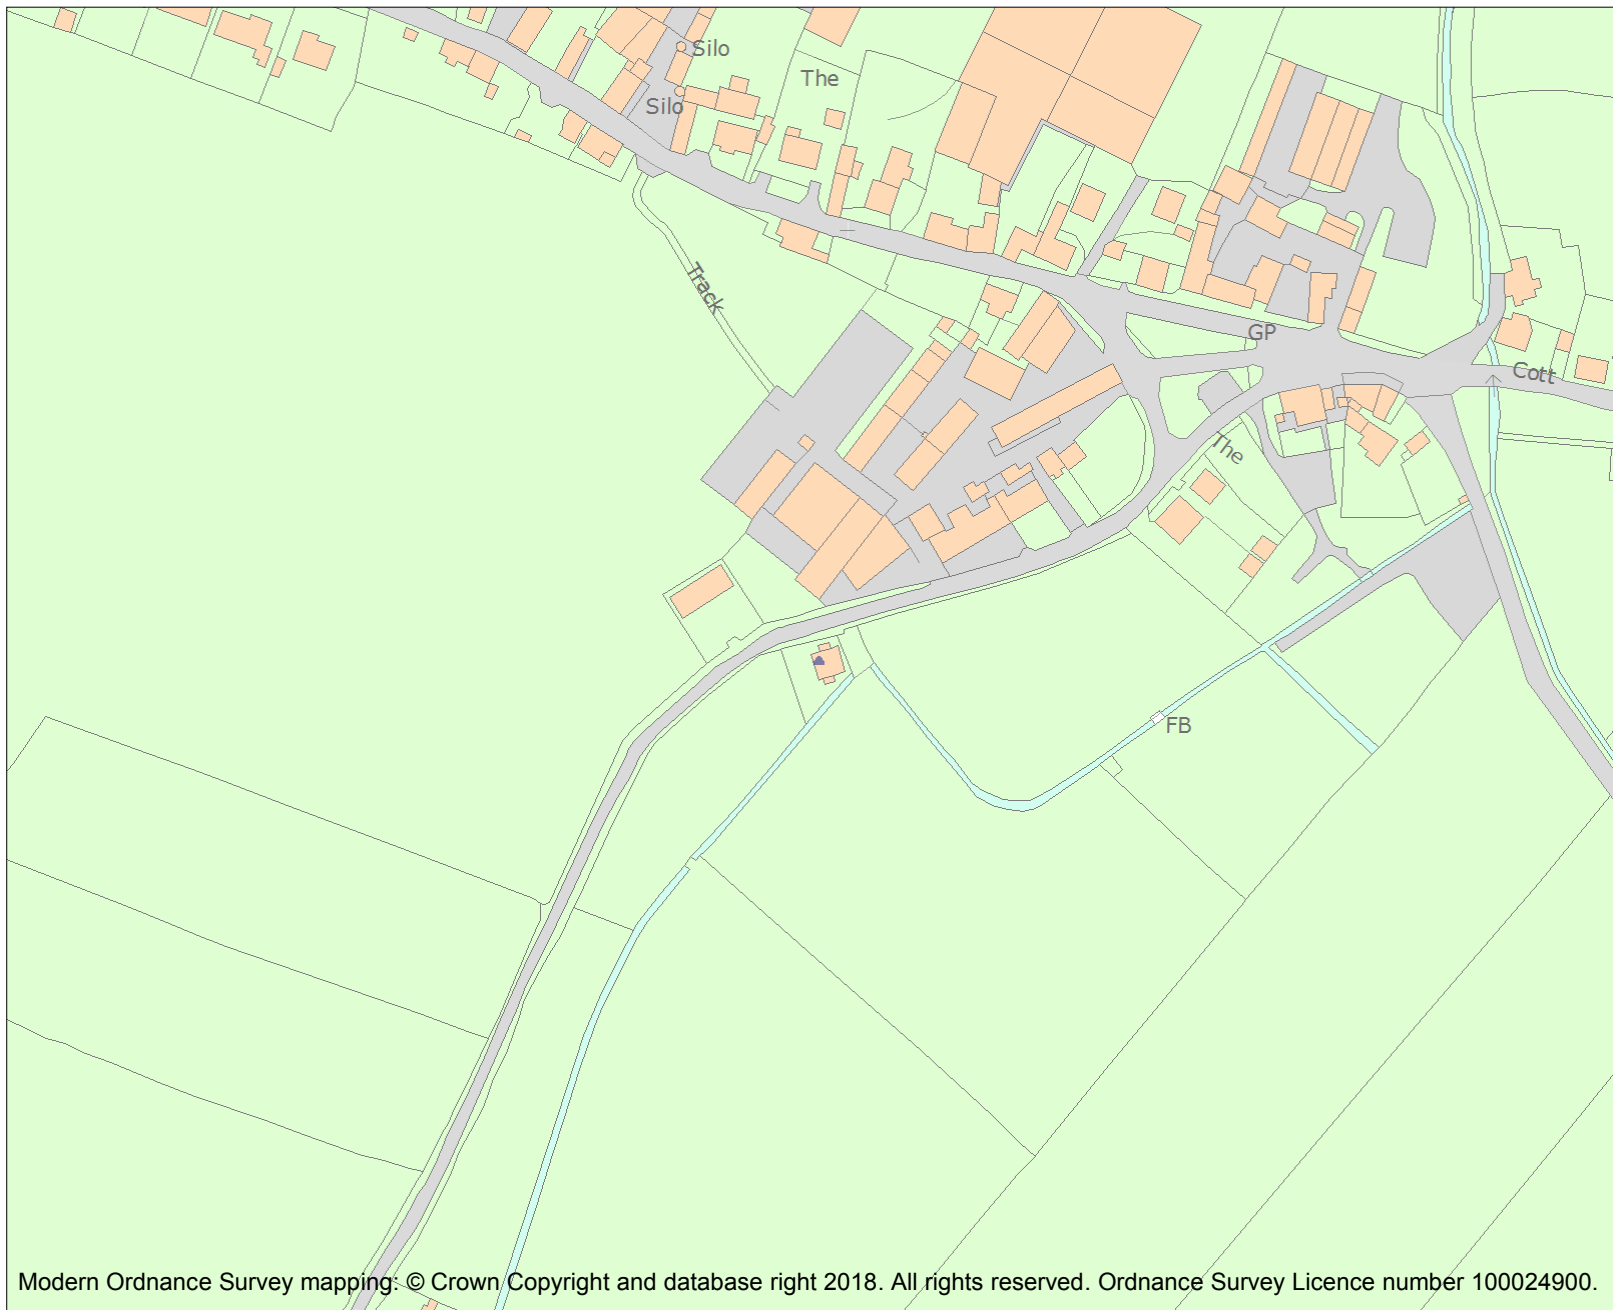 Silo
The
Silo
Track
GP
Cott
The
FB
Modern Ordnance Survey mapping: © Crown Copyright and database right 2018. All rights reserved. Ordnance Survey Licence number 100024900.